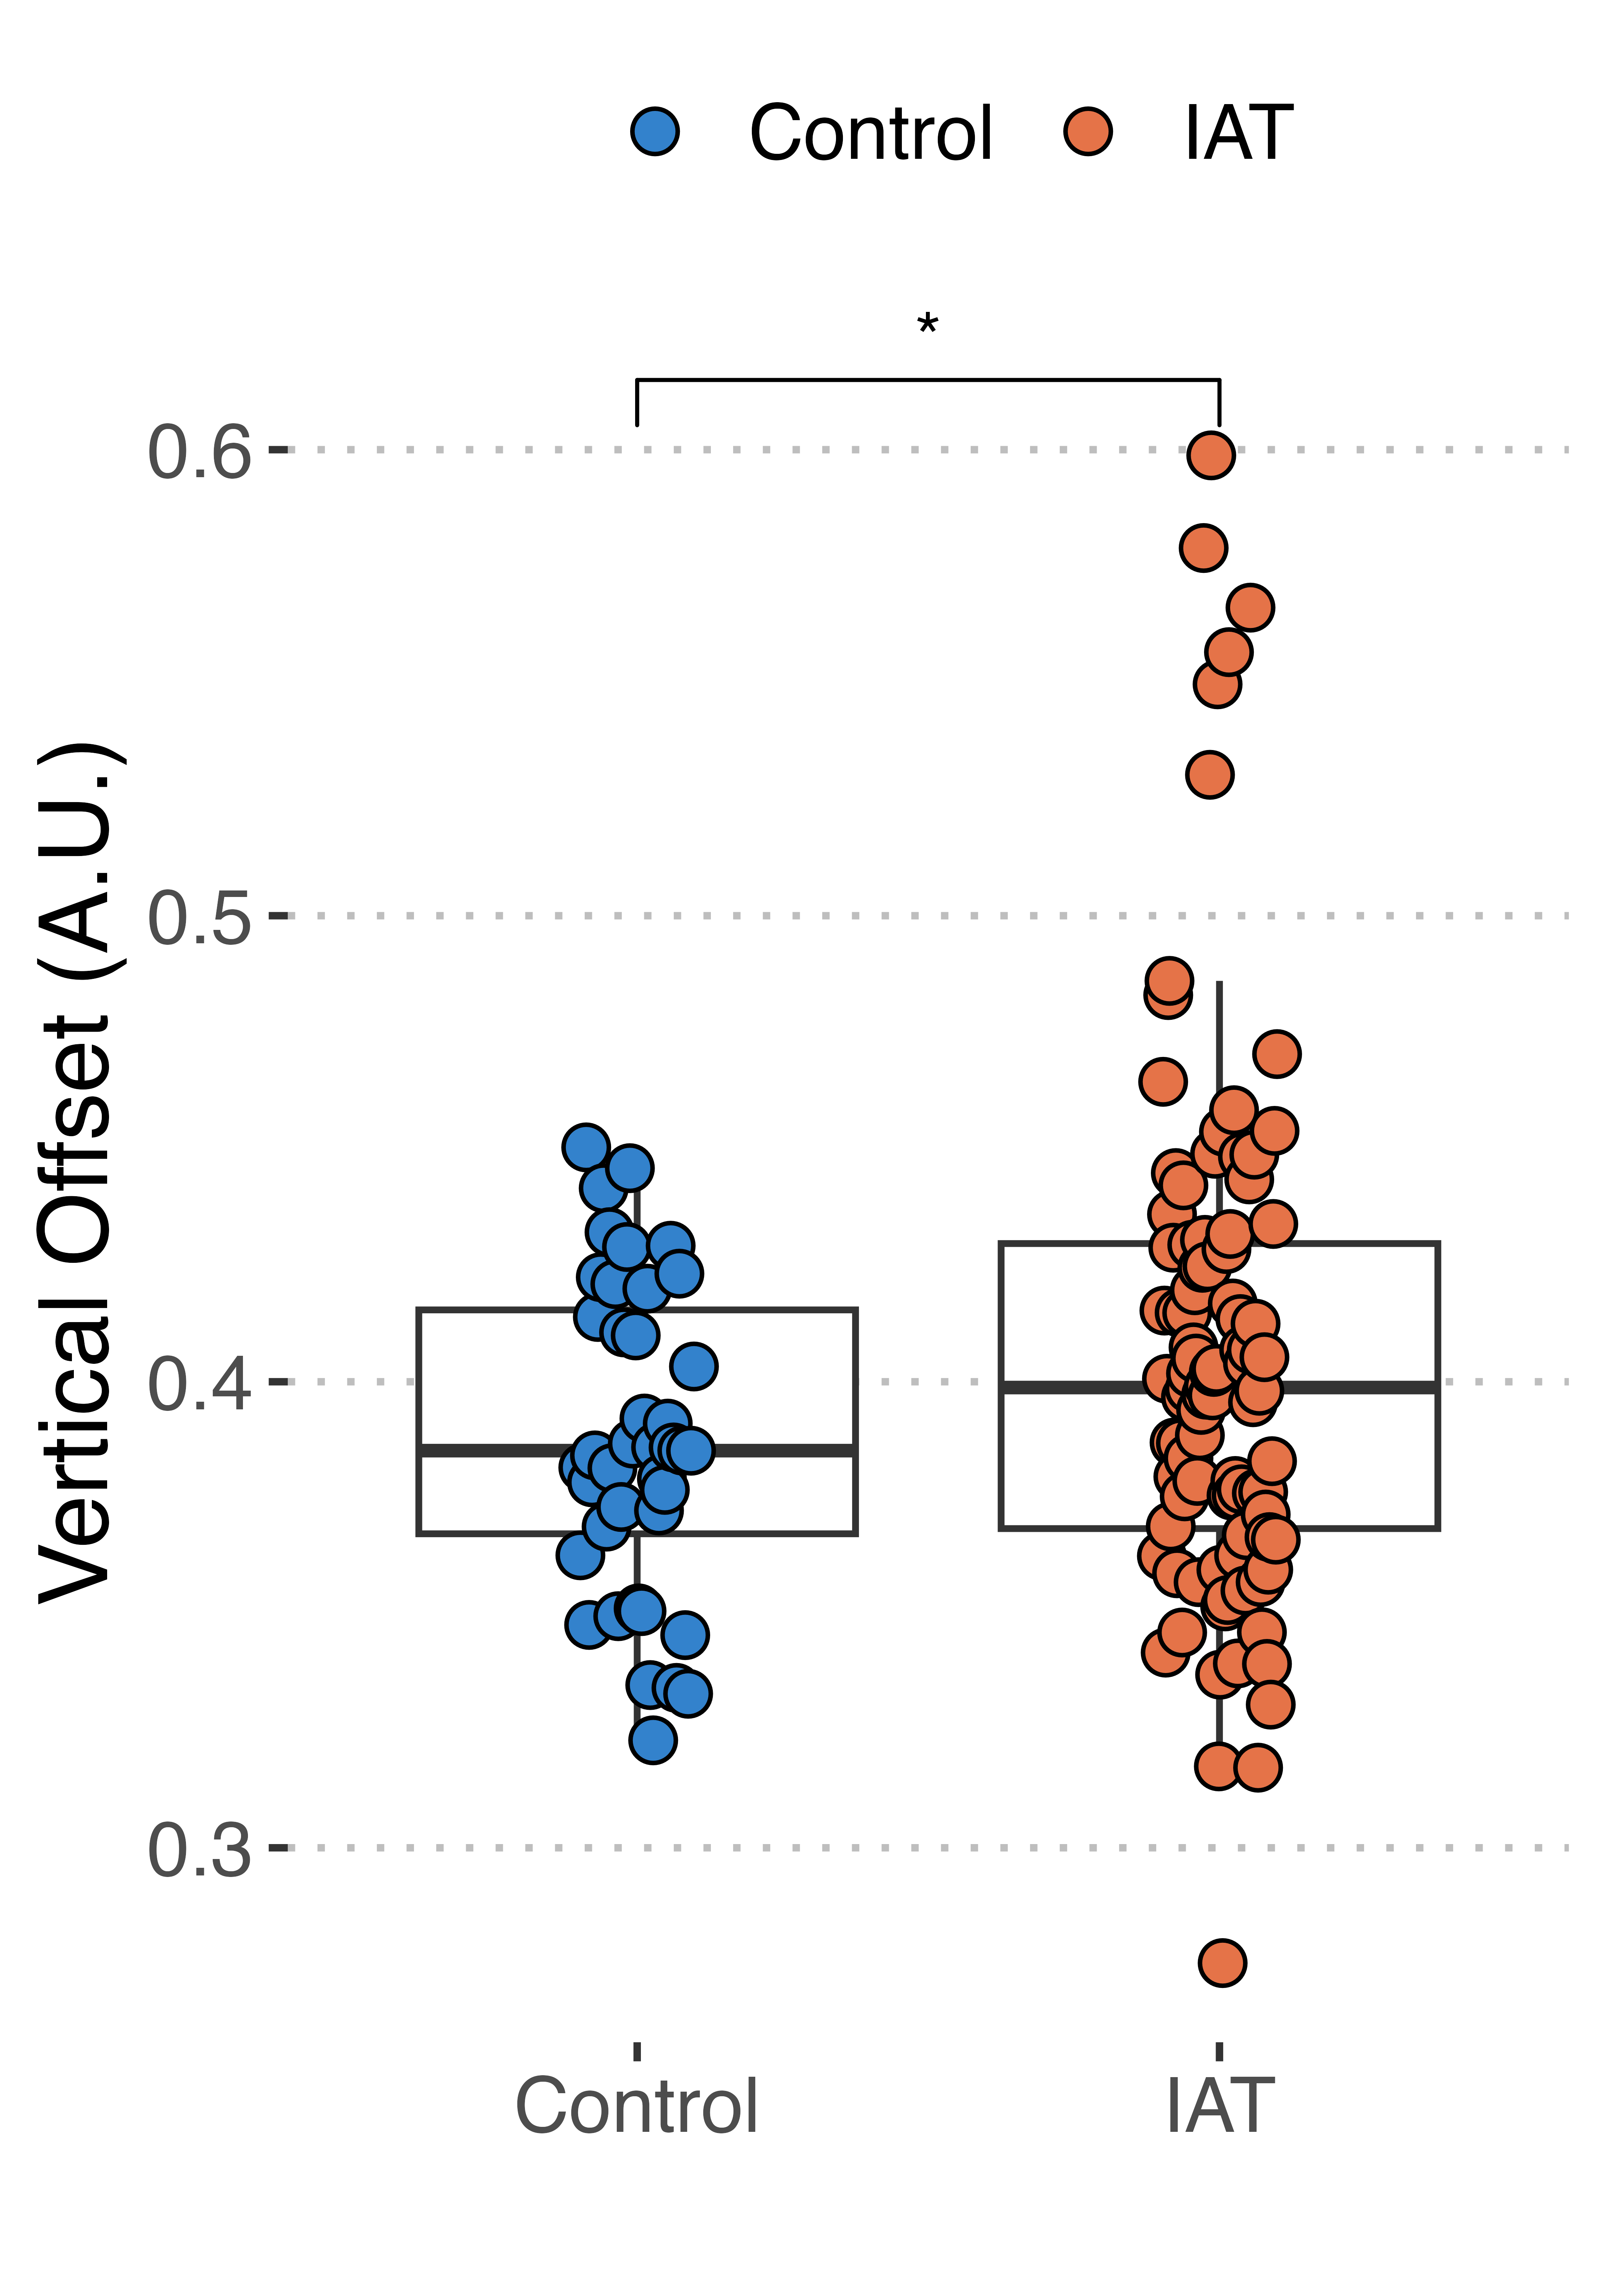 Control
IAT
*
Vertical Offset (A.U.)
0.6
0.5
0.4
0.3
Control
IAT